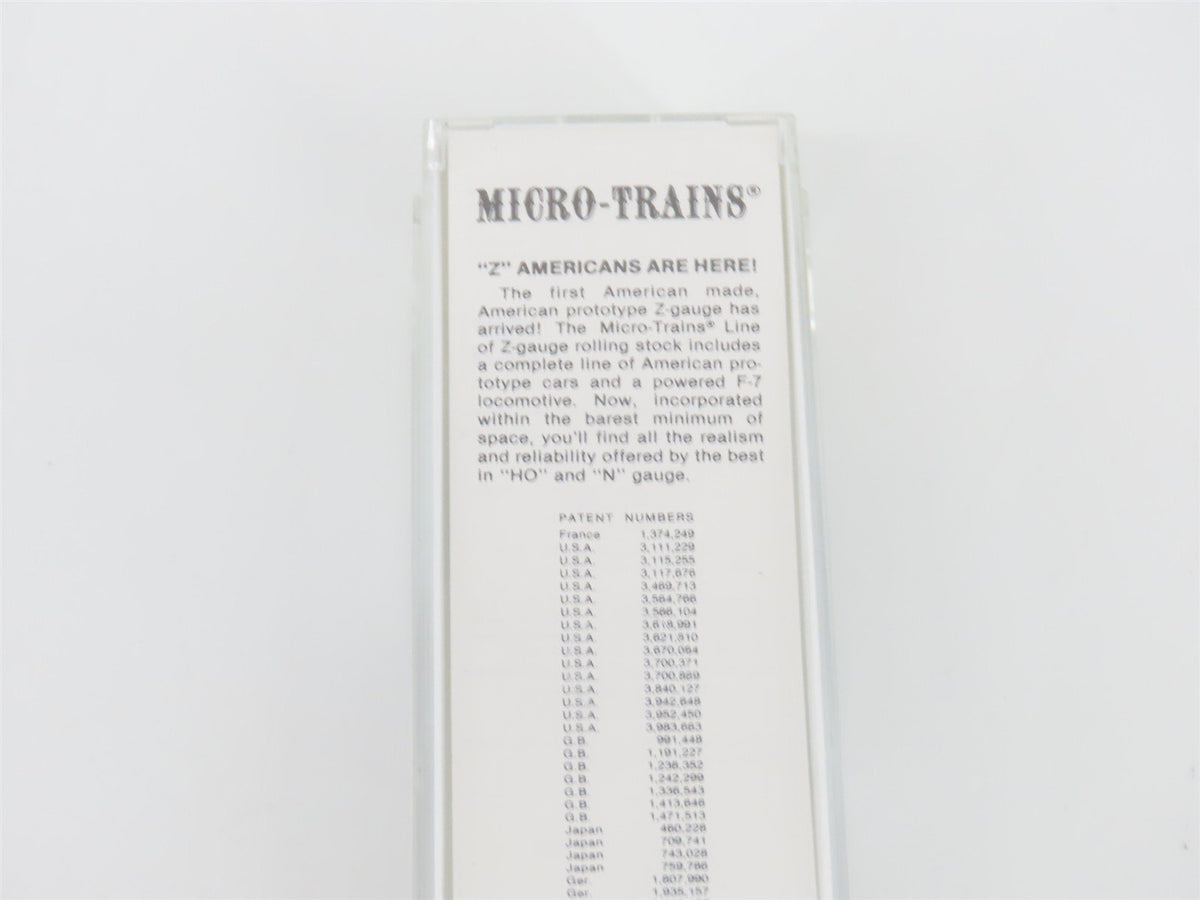 MICRO-TRAINS®
"Z" AMERICANS ARE HERE!
The first American made,
American prototype Z-gauge has
arrived! The Micro-Trains® Line
of Z-gauge rolling stock includes
a complete line of American pro-
totype cars and a powered F-7
locomotive. Now, incorporated
within the barest minimum of
space, you'll find all the realism
and reliability offered by the best
in "HO" and "N" gauge.
PATENT NUMBERS
France 1,374,249
U.S.A. 3,111,229
U.S.A. 3,115,255
U.S.A. 3,117,676
U.S.A. 3,469,713
U.S.A. 3,564,766
U.S.A. 3,566,104
U.S.A. 3,618,991
U.S.A. 3,621,810
U.S.A. 3,670,064
U.S.A. 3,700,371
U.S.A. 3,700,889
U.S.A. 3,840,127
U.S.A. 3,942,648
U.S.A. 3,952,450
U.S.A. 3,983,663
G.B. 991,448
G.B. 1,191,227
G.B. 1,236,352
G.B. 1,242,299
G.B. 1,336,543
G.B. 1,413,646
G.B. 1,471,513
Japan 460,228
Japan 709,741
Japan 743,028
Japan 759,786
Ger. 1,807,990
Ger. 1,935,157